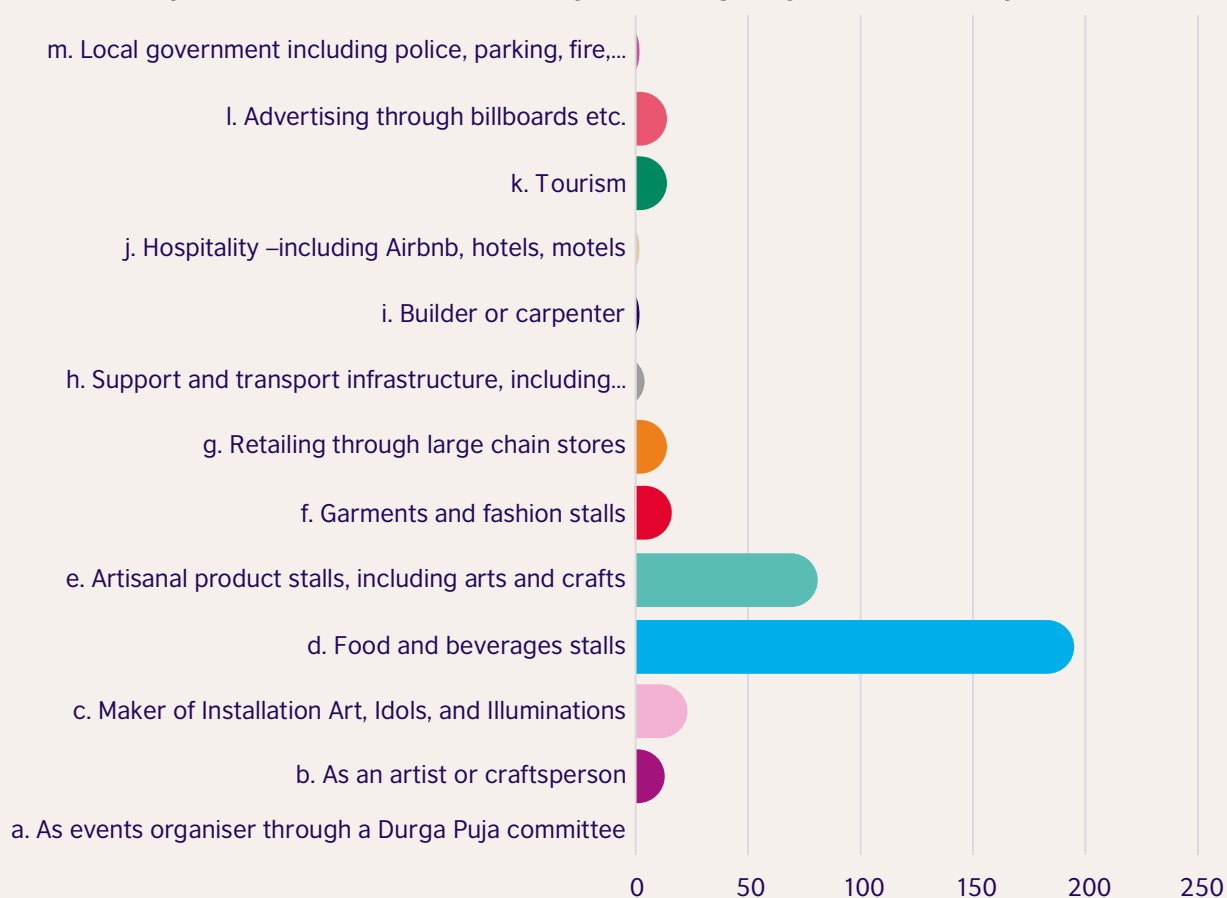 m. Local government including police, parking, fire,...
l. Advertising through billboards etc.
k. Tourism
j. Hospitality –including Airbnb, hotels, motels
i. Builder or carpenter
h. Support and transport infrastructure, including...
g. Retailing through large chain stores
f. Garments and fashion stalls
e. Artisanal product stalls, including arts and crafts
d. Food and beverages stalls
c. Maker of Installation Art, Idols, and Illuminations
b. As an artist or craftsperson
a. As events organiser through a Durga Puja committee
0 50 100 150 200 250